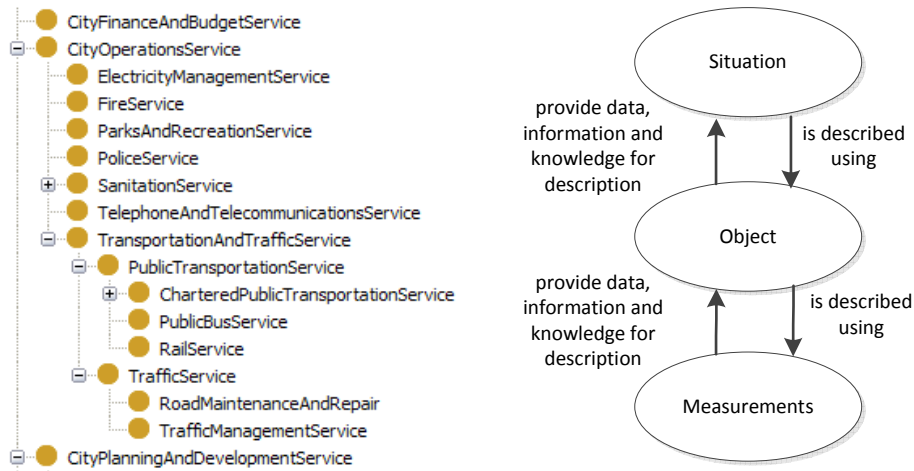 CityFinanceAndBudgetService
CityOperationsService
ElectricityManagementService
FireService
ParksAndRecreationService
PoliceService
SanitationService
TelephoneAndTelecommunicationsService
TransportationAndTrafficService
PublicTransportationService
CharteredPublicTransportationService
PublicBusService
RailService
TrafficService
RoadMaintenanceAndRepair
TrafficManagementService
CityPlanningAndDevelopmentService
Situation
provide data,
information and
knowledge for
description
is described
using
Object
provide data,
information and
knowledge for
description
is described
using
Measurements